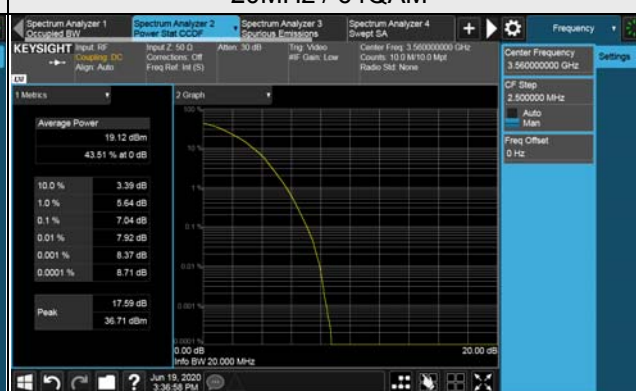 20MHz / 64QAM
Spectrum Analyzer 1
Occupied BW
Spectrum Analyzer 2
Power Stat CCDF
Spectrum Analyzer 3
Spurious Emissions
Spectrum Analyzer 4
Swept SA
Frequency
KEYSIGHT
Input: RF
Coupling: DC
Align: Auto
Input Z: 50 Ω
Corrections: Off
Freq Ref: Int (S)
Atten: 30 dB
Trig: Video
#IF Gain: Low
Center Freq: 3.560000000 GHz
Counts: 10.0 M/10.0 Mpt
Radio Std: None
Center Frequency
3.560000000 GHz
Settings
CF Step
2.500000 MHz
Auto
Man
Freq Offset
0 Hz
1 Metrics
2 Graph
Average Power
19.12 dBm
43.51 % at 0 dB
10.0 % 3.39 dB
1.0 % 5.64 dB
0.1 % 7.04 dB
0.01 % 7.92 dB
0.001 % 8.37 dB
0.0001 % 8.71 dB
Peak
17.59 dB
36.71 dBm
100 %
10 %
1 %
0.1 %
0.01 %
0.001 %
0.0001 %
0.00 dB
20.00 dB
Info BW 20.000 MHz
Jun 19, 2020
3:36:58 PM